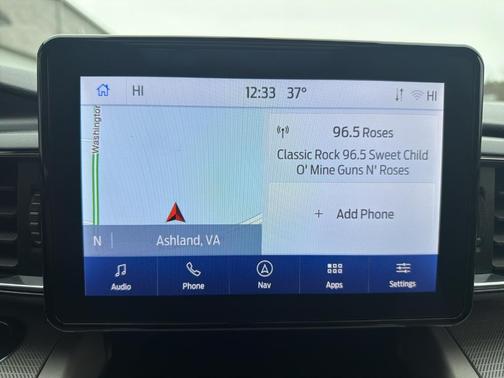 HI 12:33 37° HI
Washington
96.5 Roses
Classic Rock 96.5 Sweet Child
O' Mine Guns N' Roses
+ Add Phone
N Ashland, VA
Audio Phone Nav Apps Settings